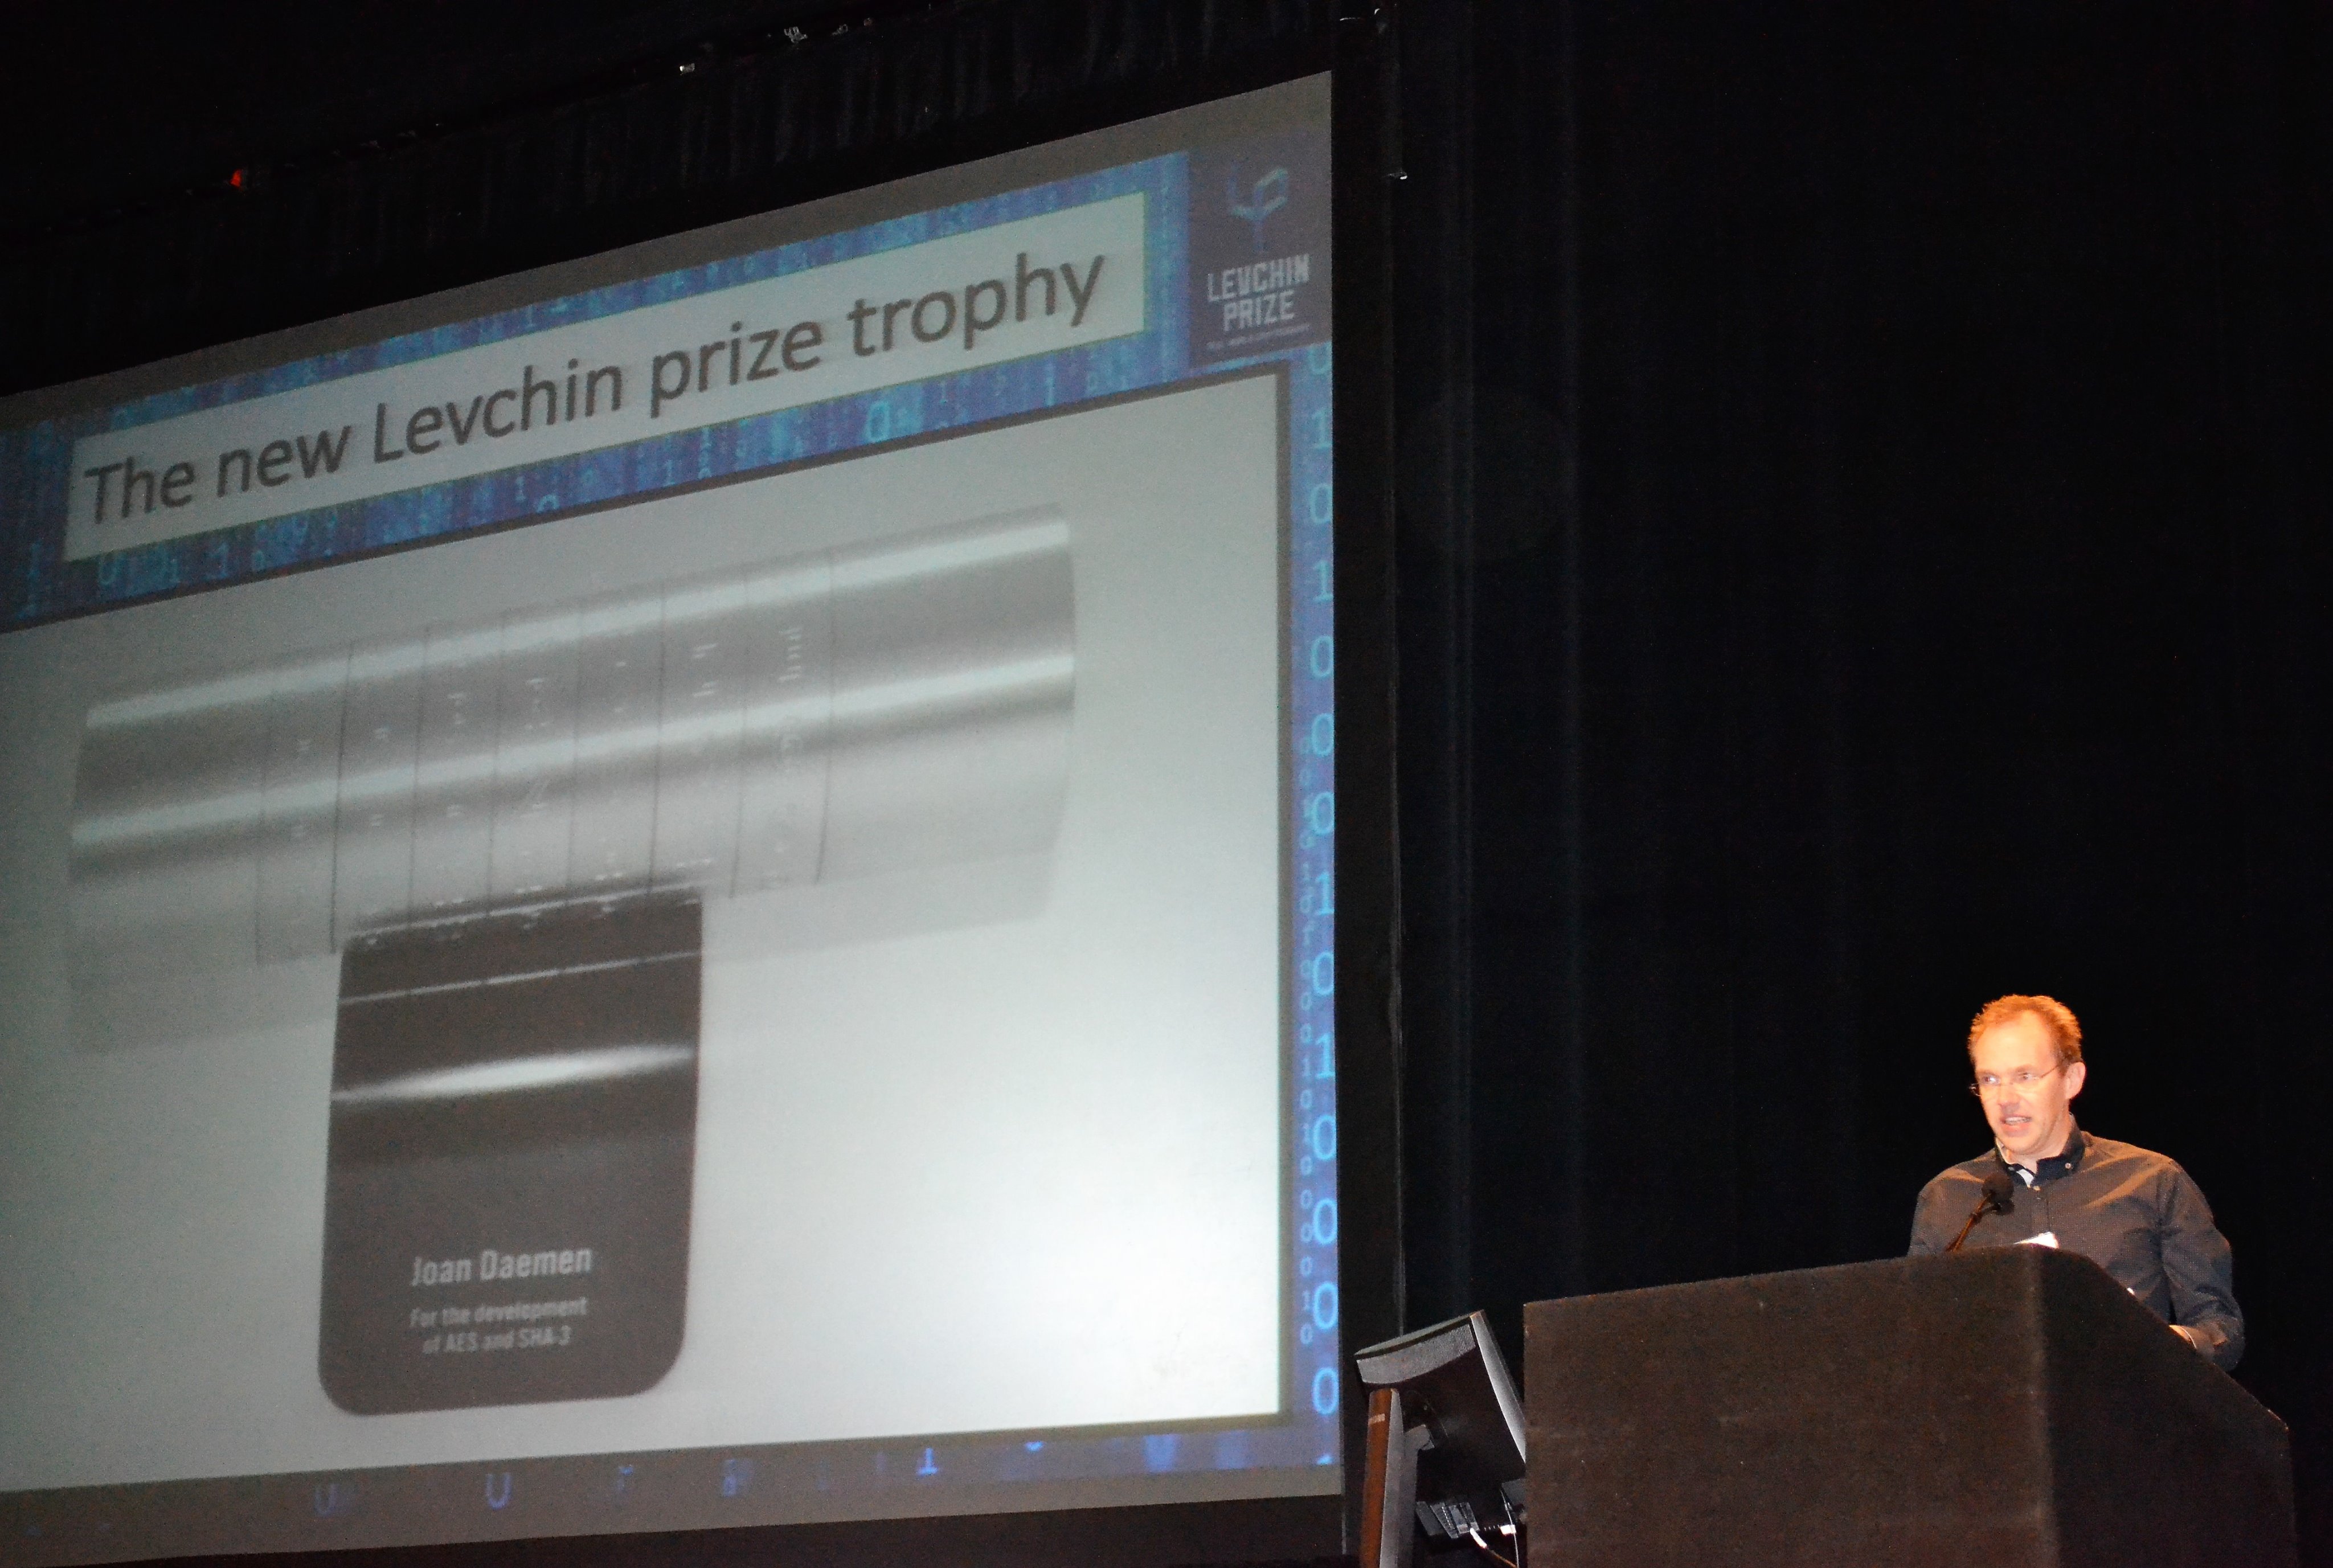 The new Levchin prize trophy
LEVCHIN
PRIZE
Joan Daemen
For the development
of AES and SHA-3